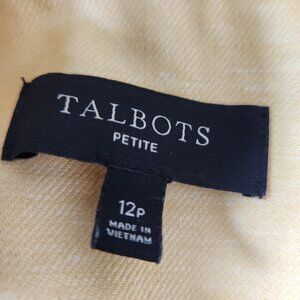 TALBOTS
PETITE
12P
MADE IN
VIETNAM